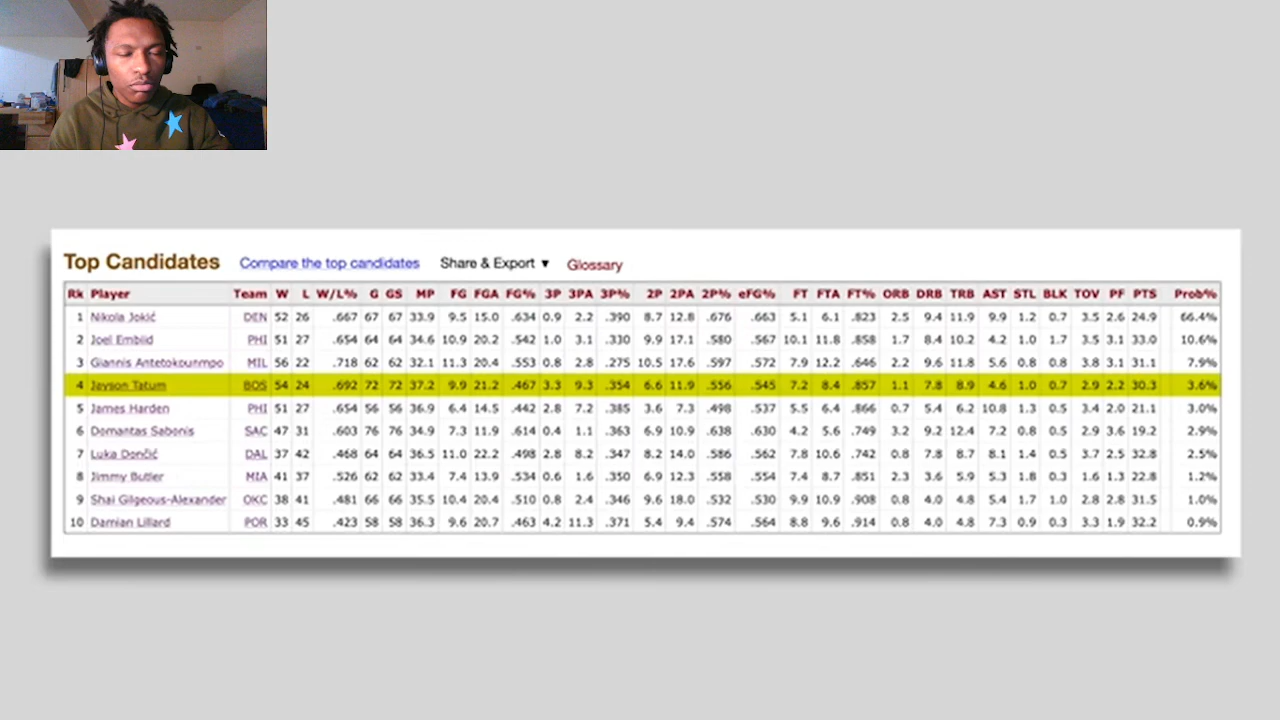 Top Candidates Compare the top candidates Share & Export ▼ Glossary
Rk Player Team W L W/L% G GS MP FG FGA FG% 3P 3PA 3P% 2P 2PA 2P% eFG% FT FTA FT% ORB DRB TRB AST STL BLK TOV PF PTS Prob%
1 Nikola Jokić DEN 52 26 .667 67 67 33.9 9.5 15.0 .634 0.9 2.2 .390 8.7 12.8 .676 .663 5.1 6.1 .823 2.5 9.4 11.9 9.9 1.2 0.7 3.5 2.6 24.9 66.4%
2 Joel Embiid PHI 51 27 .654 64 64 34.6 10.9 20.2 .542 1.0 3.1 .330 9.9 17.1 .580 .567 10.1 11.8 .858 1.7 8.4 10.2 4.2 1.0 1.7 3.5 3.1 33.0 10.6%
3 Giannis Antetokounmpo MIL 56 22 .718 62 62 32.1 11.3 20.4 .553 0.8 2.8 .275 10.5 17.6 .597 .572 7.9 12.2 .646 2.2 9.6 11.8 5.6 0.8 0.8 3.8 3.1 31.1 7.9%
4 Jayson Tatum BOS 54 24 .692 72 72 37.2 9.9 21.2 .467 3.3 9.3 .354 6.6 11.9 .556 .545 7.2 8.4 .857 1.1 7.8 8.9 4.6 1.0 0.7 2.9 2.2 30.3 3.6%
5 James Harden PHI 51 27 .654 56 56 36.9 6.4 14.5 .442 2.8 7.2 .385 3.6 7.3 .498 .537 5.5 6.4 .866 0.7 5.4 6.2 10.8 1.3 0.5 3.4 2.0 21.1 3.0%
6 Domantas Sabonis SAC 47 31 .603 76 76 34.9 7.3 11.9 .614 0.4 1.1 .363 6.9 10.9 .638 .630 4.2 5.6 .749 3.2 9.2 12.4 7.2 0.8 0.5 2.9 3.6 19.2 2.9%
7 Luka Dončić DAL 37 42 .468 64 64 36.5 11.0 22.2 .498 2.8 8.2 .347 8.2 14.0 .586 .562 7.8 10.6 .742 0.8 7.8 8.7 8.1 1.4 0.5 3.7 2.5 32.8 2.5%
8 Jimmy Butler MIA 41 37 .526 62 62 33.4 7.4 13.9 .534 0.6 1.6 .350 6.9 12.3 .558 .554 7.4 8.7 .851 2.3 3.6 5.9 5.3 1.8 0.3 1.6 1.3 22.8 1.2%
9 Shai Gilgeous-Alexander OKC 38 41 .481 66 66 35.5 10.4 20.4 .510 0.8 2.4 .346 9.6 18.0 .532 .530 9.9 10.9 .908 0.8 4.0 4.8 5.4 1.7 1.0 2.8 2.8 31.5 1.0%
10 Damian Lillard POR 33 45 .423 58 58 36.3 9.6 20.7 .463 4.2 11.3 .371 5.4 9.4 .574 .564 8.8 9.6 .914 0.8 4.0 4.8 7.3 0.9 0.3 3.3 1.9 32.2 0.9%